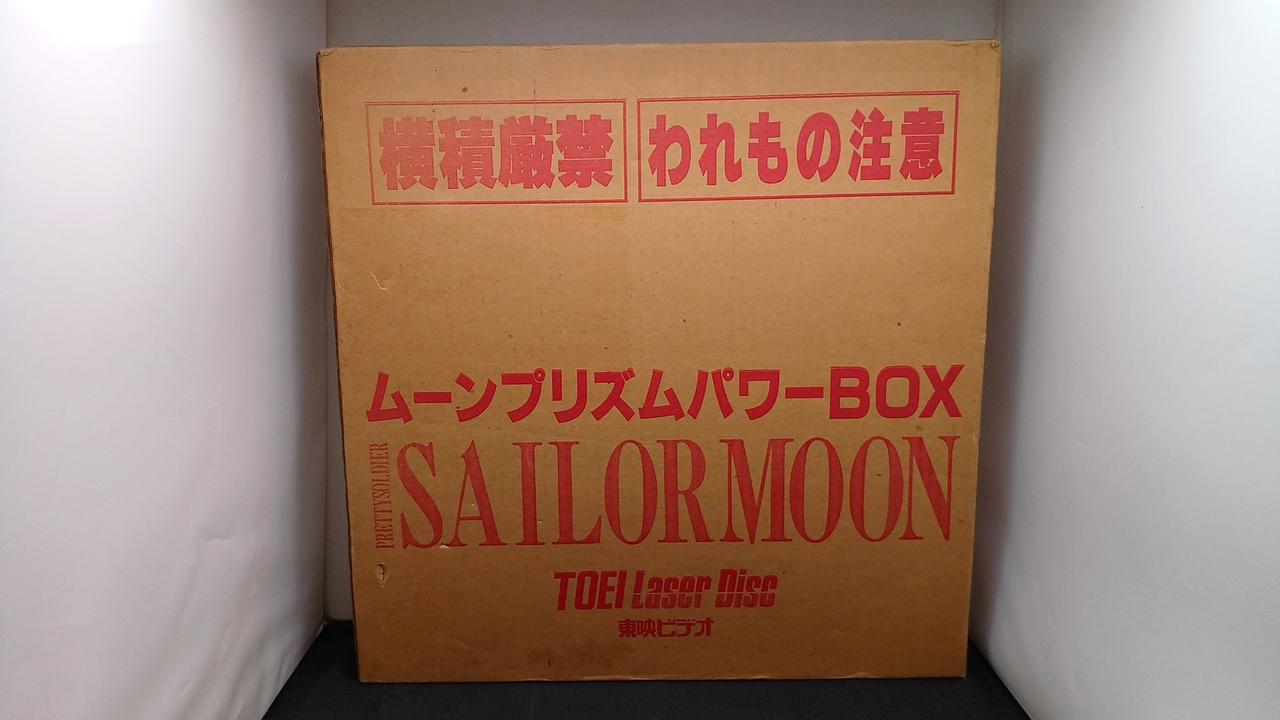 横積厳禁 われもの注意
ムーンプリズムパワーBOX
PRETTYSOLDIER
SAILORMOON
TOEI Laser Disc
東映ビデオ